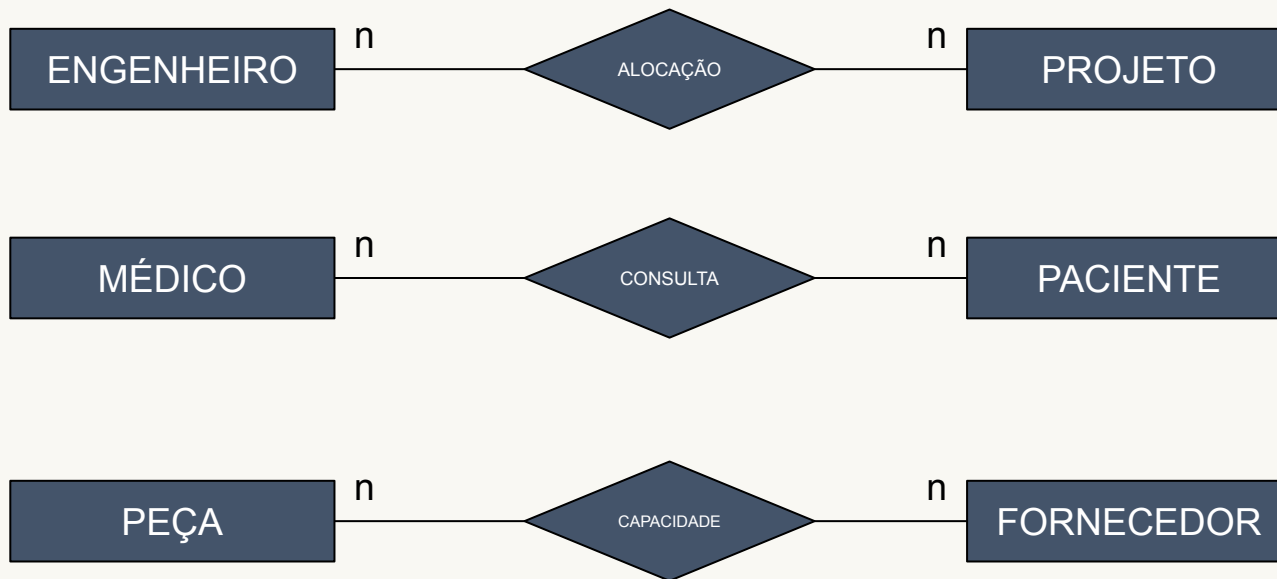 n n
ENGENHEIRO ALOCAÇÃO PROJETO
n n
MÉDICO CONSULTA PACIENTE
n n
PEÇA CAPACIDADE FORNECEDOR